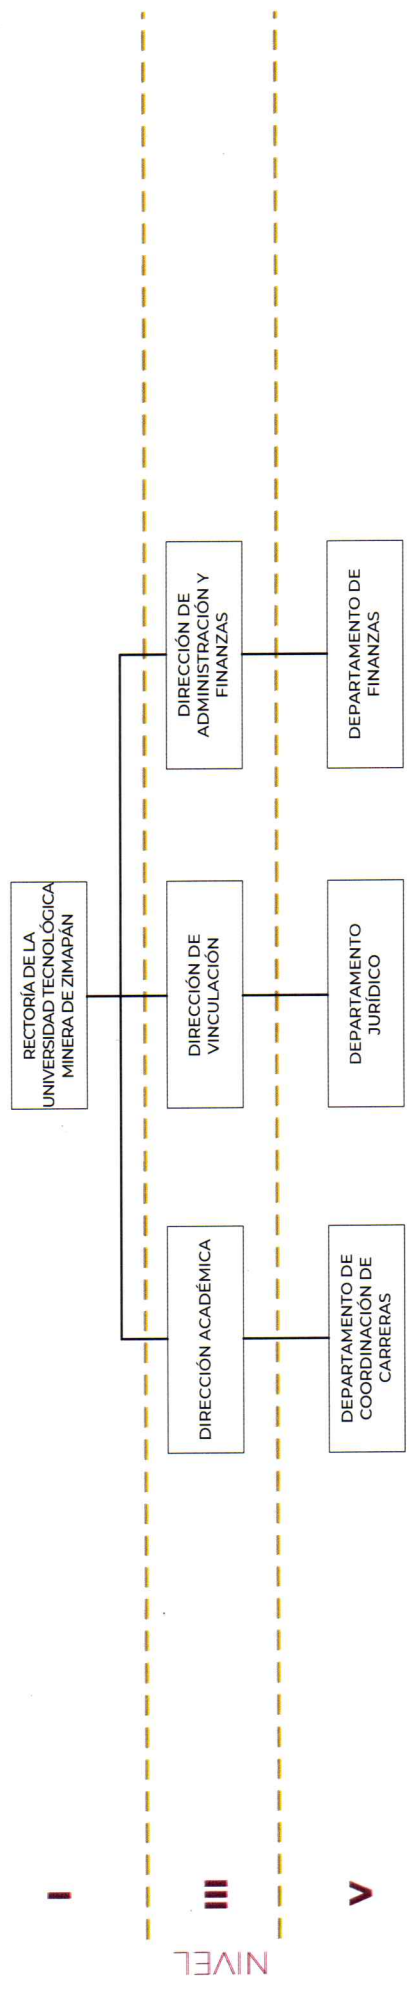 NIVEL
I
RECTORÍA DE LA
UNIVERSIDAD TECNOLÓGICA
MINERA DE ZIMAPÁN
III
DIRECCIÓN ACADÉMICA
DIRECCIÓN DE
VINCULACIÓN
DIRECCIÓN DE
ADMINISTRACIÓN Y
FINANZAS
V
DEPARTAMENTO DE
COORDINACIÓN DE
CARRERAS
DEPARTAMENTO
JURÍDICO
DEPARTAMENTO DE
FINANZAS